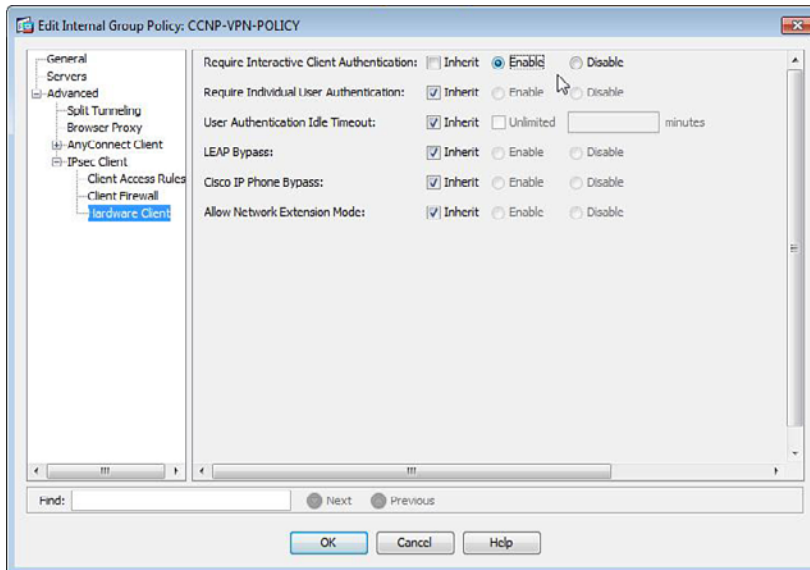 Edit Internal Group Policy: CCNP-VPN-POLICY
General
Servers
Advanced
Split Tunneling
Browser Proxy
AnyConnect Client
IPsec Client
Client Access Rules
Client Firewall
Hardware Client
Require Interactive Client Authentication: Inherit Enable Disable
Require Individual User Authentication: Inherit Enable Disable
User Authentication Idle Timeout: Inherit Unlimited minutes
LEAP Bypass: Inherit Enable Disable
Cisco IP Phone Bypass: Inherit Enable Disable
Allow Network Extension Mode: Inherit Enable Disable
Find: Next Previous
OK Cancel Help